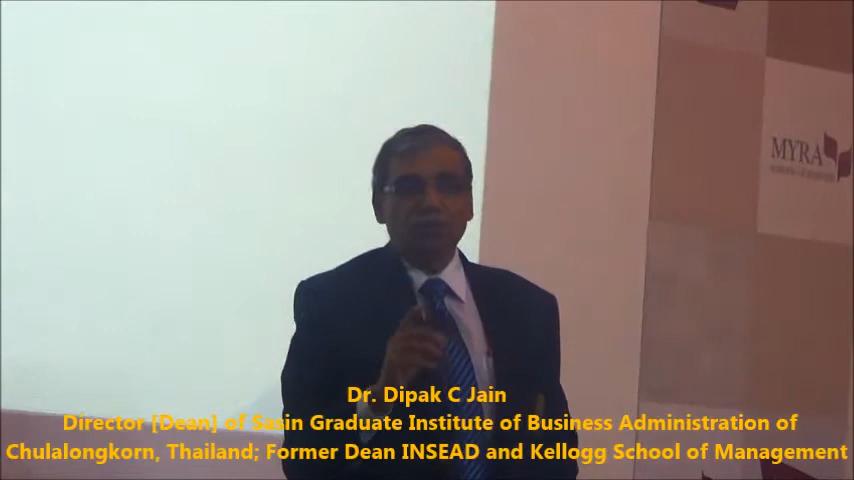 MYRA
Dr. Dipak C Jain
Director [Dean] of Sasin Graduate Institute of Business Administration of
Chulalongkorn, Thailand; Former Dean INSEAD and Kellogg School of Management